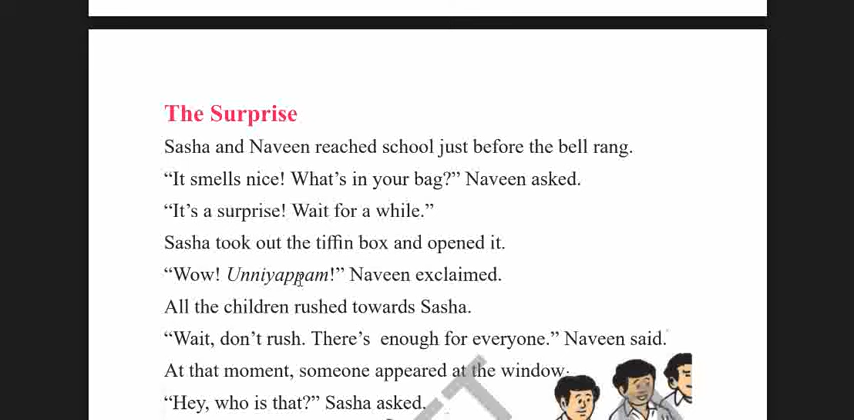 The Surprise
Sasha and Naveen reached school just before the bell rang.
“It smells nice! What’s in your bag?” Naveen asked.
“It’s a surprise! Wait for a while.”
Sasha took out the tiffin box and opened it.
“Wow! Unniyappam!” Naveen exclaimed.
All the children rushed towards Sasha.
“Wait, don’t rush. There’s  enough for everyone.” Naveen said.
At that moment, someone appeared at the window.
“Hey, who is that?” Sasha asked.